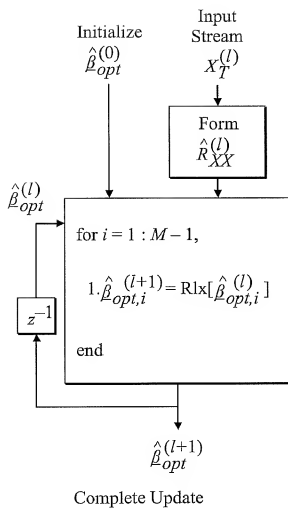 Initialize
β̲̂_opt^(0)
Input
Stream
X_T^(l)
Form
R̂_XX^(l)
β̲̂_opt^(l)
for i = 1 : M – 1,
1. β̲̂_opt,i^(l+1) = Rlx[β̲̂_opt,i^(l)]
z^–1
end
β̲̂_opt^(l+1)
Complete Update